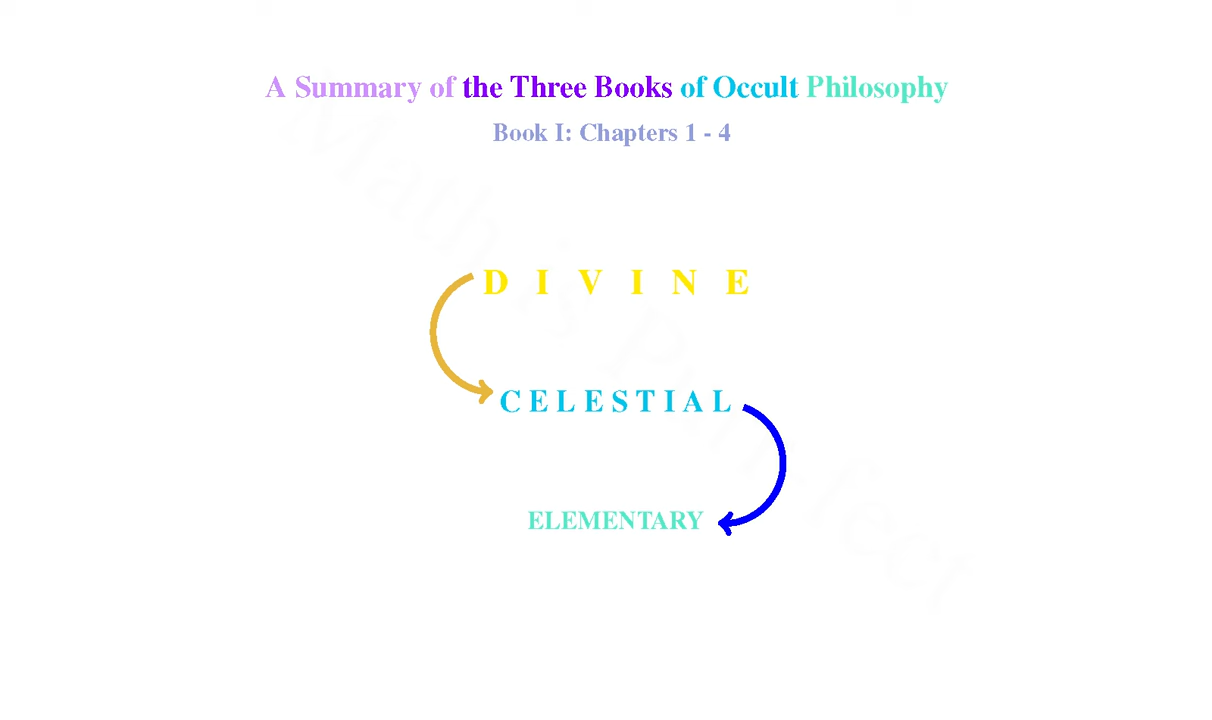 A Summary of the Three Books of Occult Philosophy
Book I: Chapters 1 - 4
D I V I N E
C E L E S T I A L
ELEMENTARY